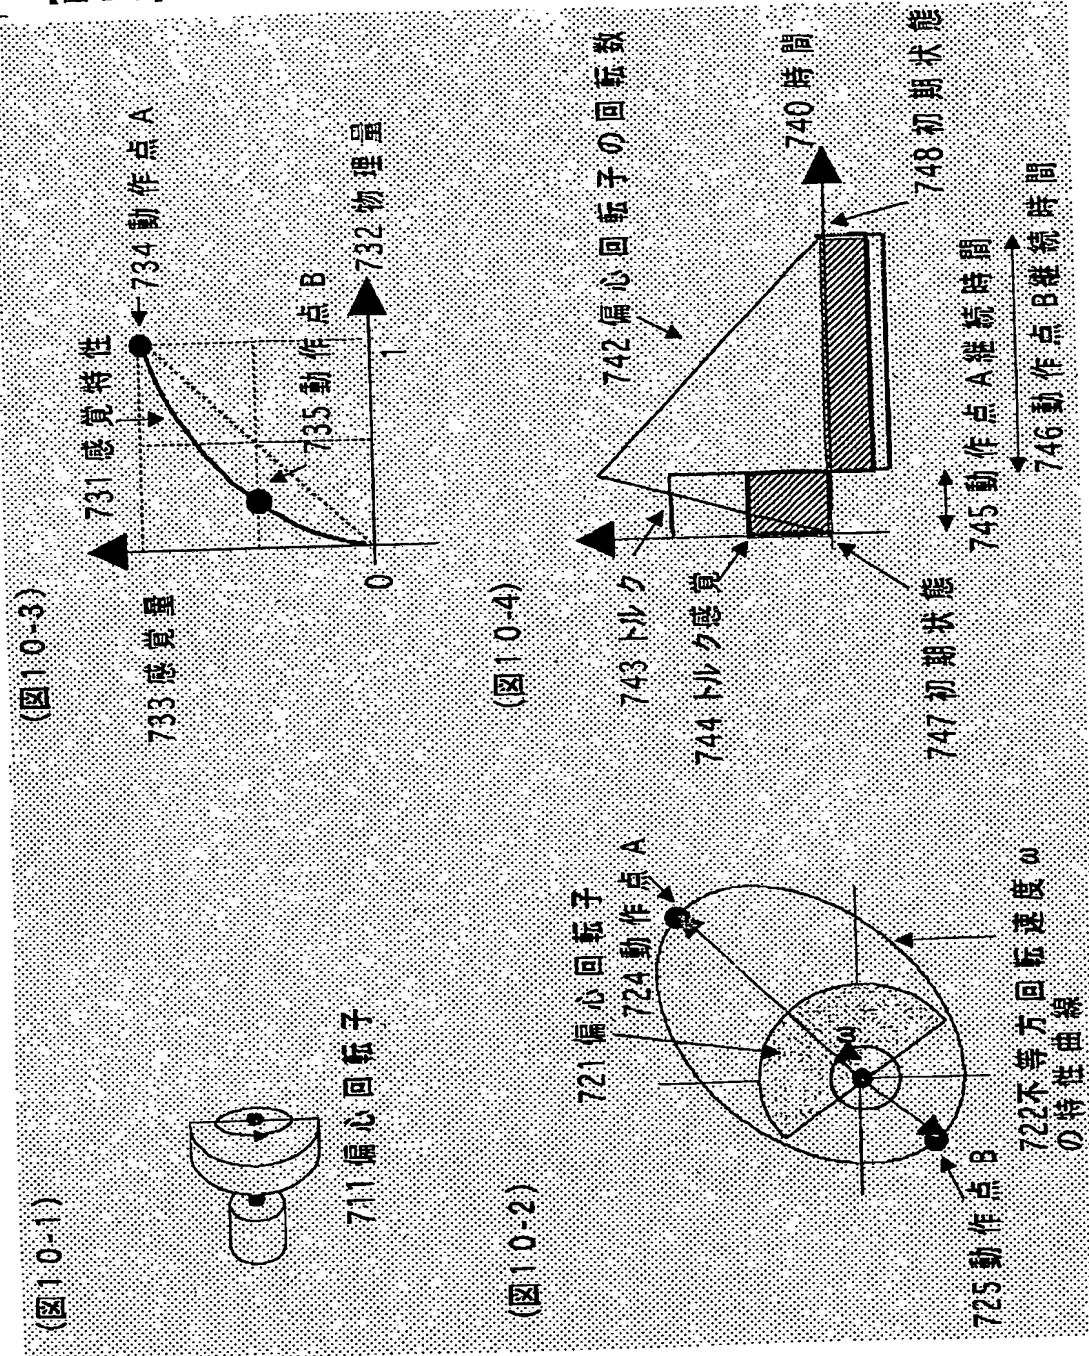 (図10-1)
711 偏心回転子
(図10-2)
721 偏心回転子
724 動作点 A
ω
725 動作点 B
722不等方回転速度 ω
の特性曲線
(図10-3)
733 感覚量
731 感覚特性
734 動作点 A
735 動作点 B
732 物理量
0
1
(図10-4)
743 トルク
744 トルク感覚
742 偏心回転子の回転数
740 時間
747 初期状態
748 初期状態
745 動作点 A継続時間
746 動作点 B継続時間